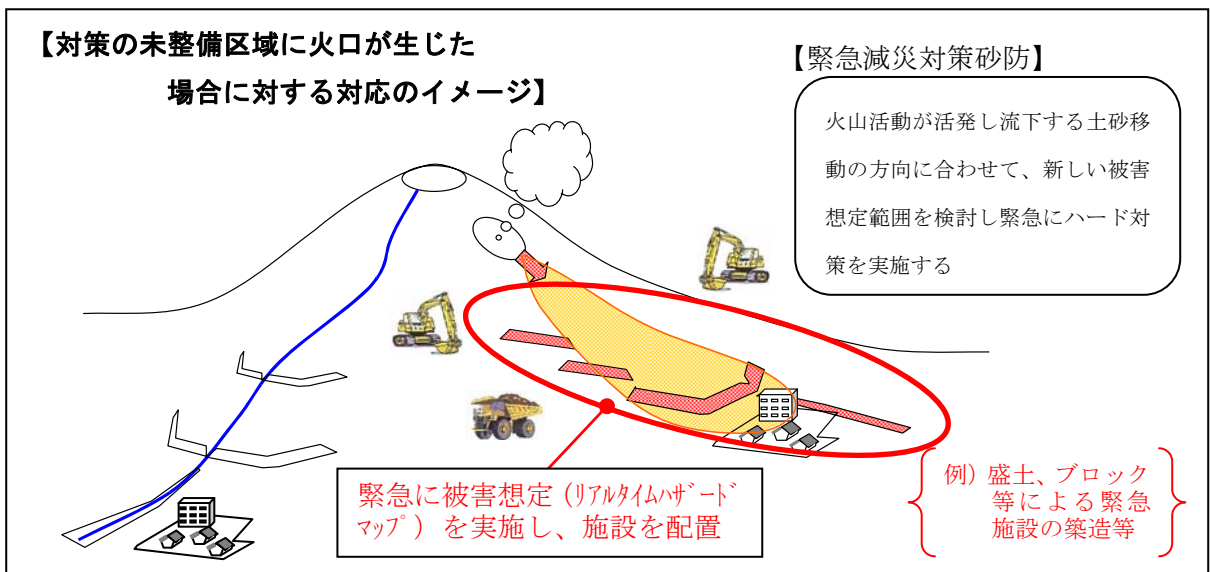 【対策の未整備区域に火口が生じた
場合に対する対応のイメージ】
【緊急減災対策砂防】
火山活動が活発し流下する土砂移
動の方向に合わせて、新しい被害
想定範囲を検討し緊急にハード対
策を実施する
緊急に被害想定（ﾘｱﾙﾀｲﾑﾊｻﾞｰﾄﾞ
ﾏｯﾌﾟ）を実施し、施設を配置
例）盛土、ブロック
等による緊急
施設の築造等